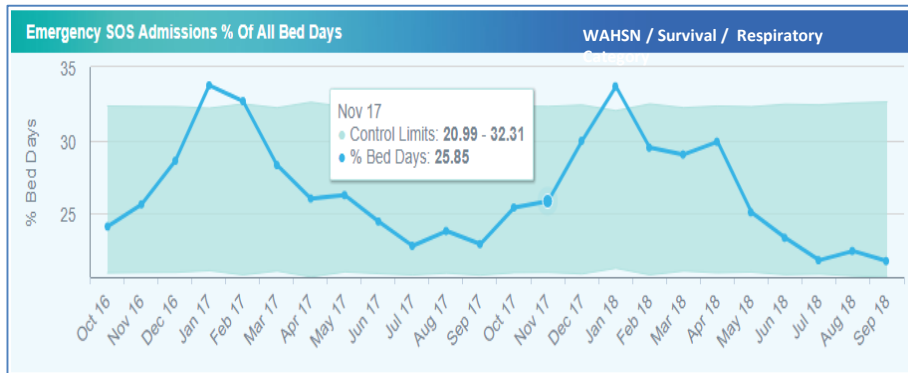 Emergency SOS Admissions % Of All Bed Days
WAHSN / Survival / Respiratory
Category
35
30
25
% Bed Days
Nov 17
Control Limits: 20.99 - 32.31
% Bed Days: 25.85
Oct 16
Nov 16
Dec 16
Jan 17
Feb 17
Mar 17
Apr 17
May 17
Jun 17
Jul 17
Aug 17
Sep 17
Oct 17
Nov 17
Dec 17
Jan 18
Feb 18
Mar 18
Apr 18
May 18
Jun 18
Jul 18
Aug 18
Sep 18